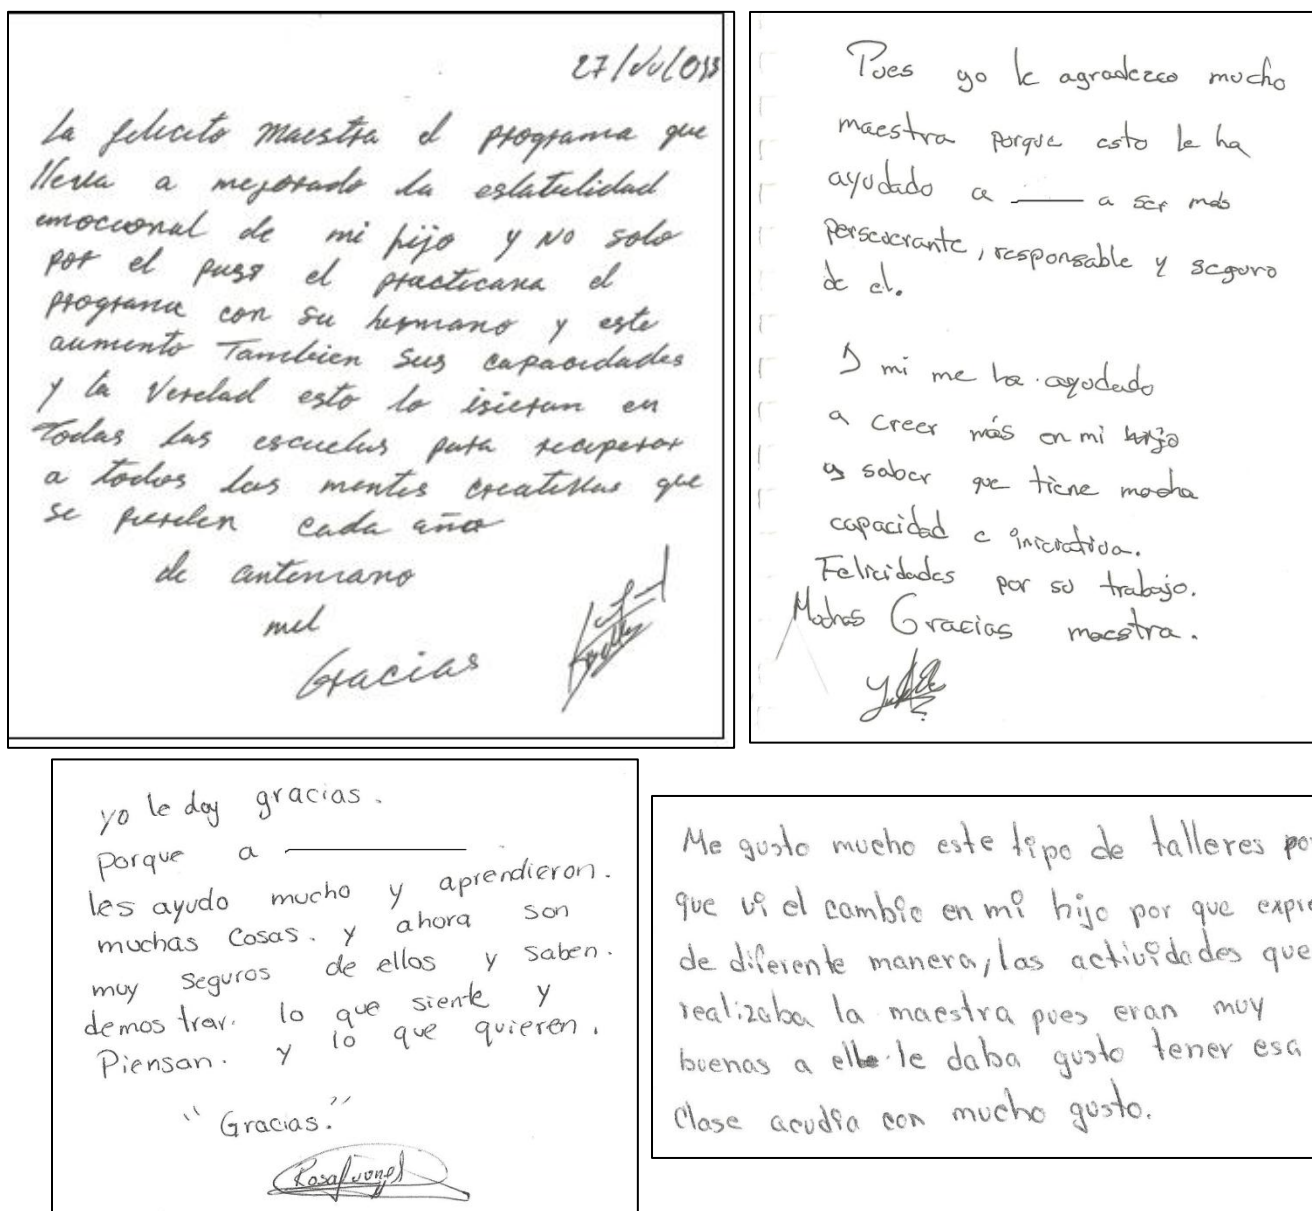 27/Jul/0
La felicito maestra el programa que
lleva a mejorado la estatulidad
emoccional de mi hijo y No solo
por el puss el practicava el
programa con su hermano y este
aumento Tambien sus capacidades
y la Verdad esto lo isieran en
Todas las escuelas para recuperar
a todos las mentes creativas que
se pierden cada año
de antemano
mil
Gracias
Pues yo le agradezco mucho
maestra porque esto le ha
ayudado a ——— a ser más
perseverante, responsable y seguro
de el.
I mi me ha ayudado
a creer más en mi hijo
y saber que tiene mucha
capacidad e iniciativa.
Felicidades por su trabajo.
Muchas Gracias maestra.
yo le doy gracias.
Porque a ————
les ayudo mucho y aprendieron.
muchas cosas. y ahora son
muy seguros de ellos y saben.
demos trar. lo que siente y
Piensan. y lo que quieren.
"Gracias."
Me gusto mucho este tipo de talleres por
que vi el cambio en mi hijo por que expre
de diferente manera, las actividades que
realizaba la maestra pues eran muy
buenas a elle le daba gusto tener esa
Clase acudia con mucho gusto.